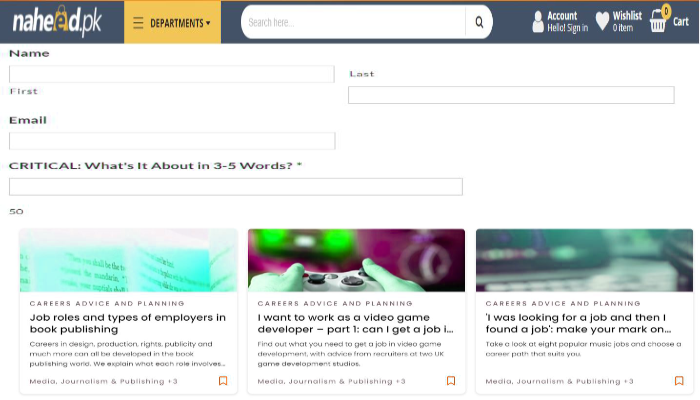 naheed.pk
DEPARTMENTS
Search here...
Account
Hello! Sign in
Wishlist
0 item
0
Cart
Name
Last
First
Email
CRITICAL: What's It About in 3-5 Words? *
50
CAREERS ADVICE AND PLANNING
Job roles and types of employers in
book publishing
Careers in design, production, rights, publicity and
much more can all be developed in the book
publishing world. We explain what each role involves...
Media, Journalism & Publishing +3
CAREERS ADVICE AND PLANNING
I want to work as a video game
developer – part 1: can I get a job i...
Find out what you need to get a job in video game
development, with advice from recruiters at two UK
game development studios.
Media, Journalism & Publishing +3
CAREERS ADVICE AND PLANNING
'I was looking for a job and then I
found a job': make your mark on...
Take a look at eight popular music jobs and choose a
career path that suits you.
Media, Journalism & Publishing +3